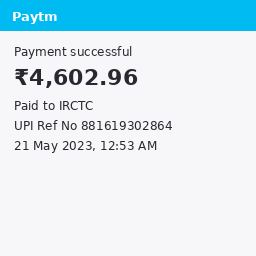 Paytm
Payment successful
₹4,602.96
Paid to IRCTC
UPI Ref No 881619302864
21 May 2023, 12:53 AM